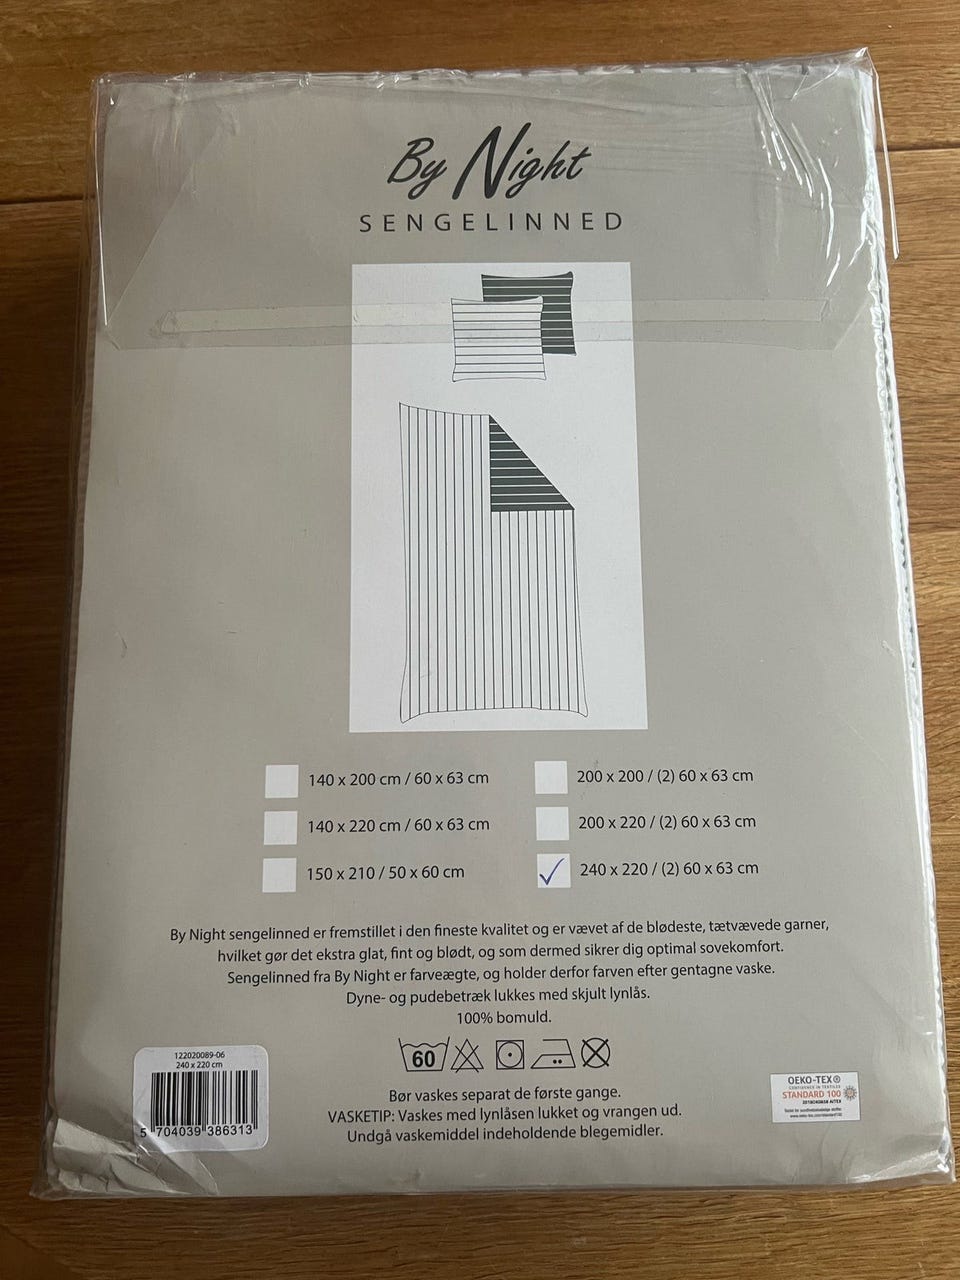 By Night
SENGELINNED
140 x 200 cm / 60 x 63 cm
200 x 200 / (2) 60 x 63 cm
140 x 220 cm / 60 x 63 cm
200 x 220 / (2) 60 x 63 cm
150 x 210 / 50 x 60 cm
240 x 220 / (2) 60 x 63 cm
By Night sengelinned er fremstillet i den fineste kvalitet og er vævet af de blødeste, tætvævede garner,
hvilket gør det ekstra glat, fint og blødt, og som dermed sikrer dig optimal sovekomfort.
Sengelinned fra By Night er farveægte, og holder derfor farven efter gentagne vaske.
Dyne- og pudebetræk lukkes med skjult lynlås.
100% bomuld.
60
Bør vaskes separat de første gange.
VASKETIP: Vaskes med lynlåsen lukket og vrangen ud.
Undgå vaskemiddel indeholdende blegemidler.
122020089-06
240 x 220 cm
5 704039 386313
OEKO-TEX®
CONFIDENCE IN TEXTILES
STANDARD 100